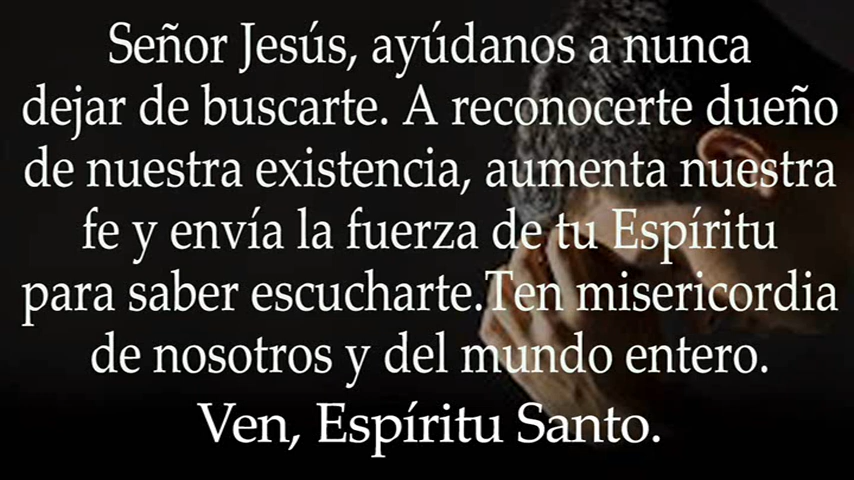 Señor Jesús, ayúdanos a nunca
dejar de buscarte. A reconocerte dueño
de nuestra existencia, aumenta nuestra
fe y envía la fuerza de tu Espíritu
para saber escucharte.Ten misericordia
de nosotros y del mundo entero.
Ven, Espíritu Santo.